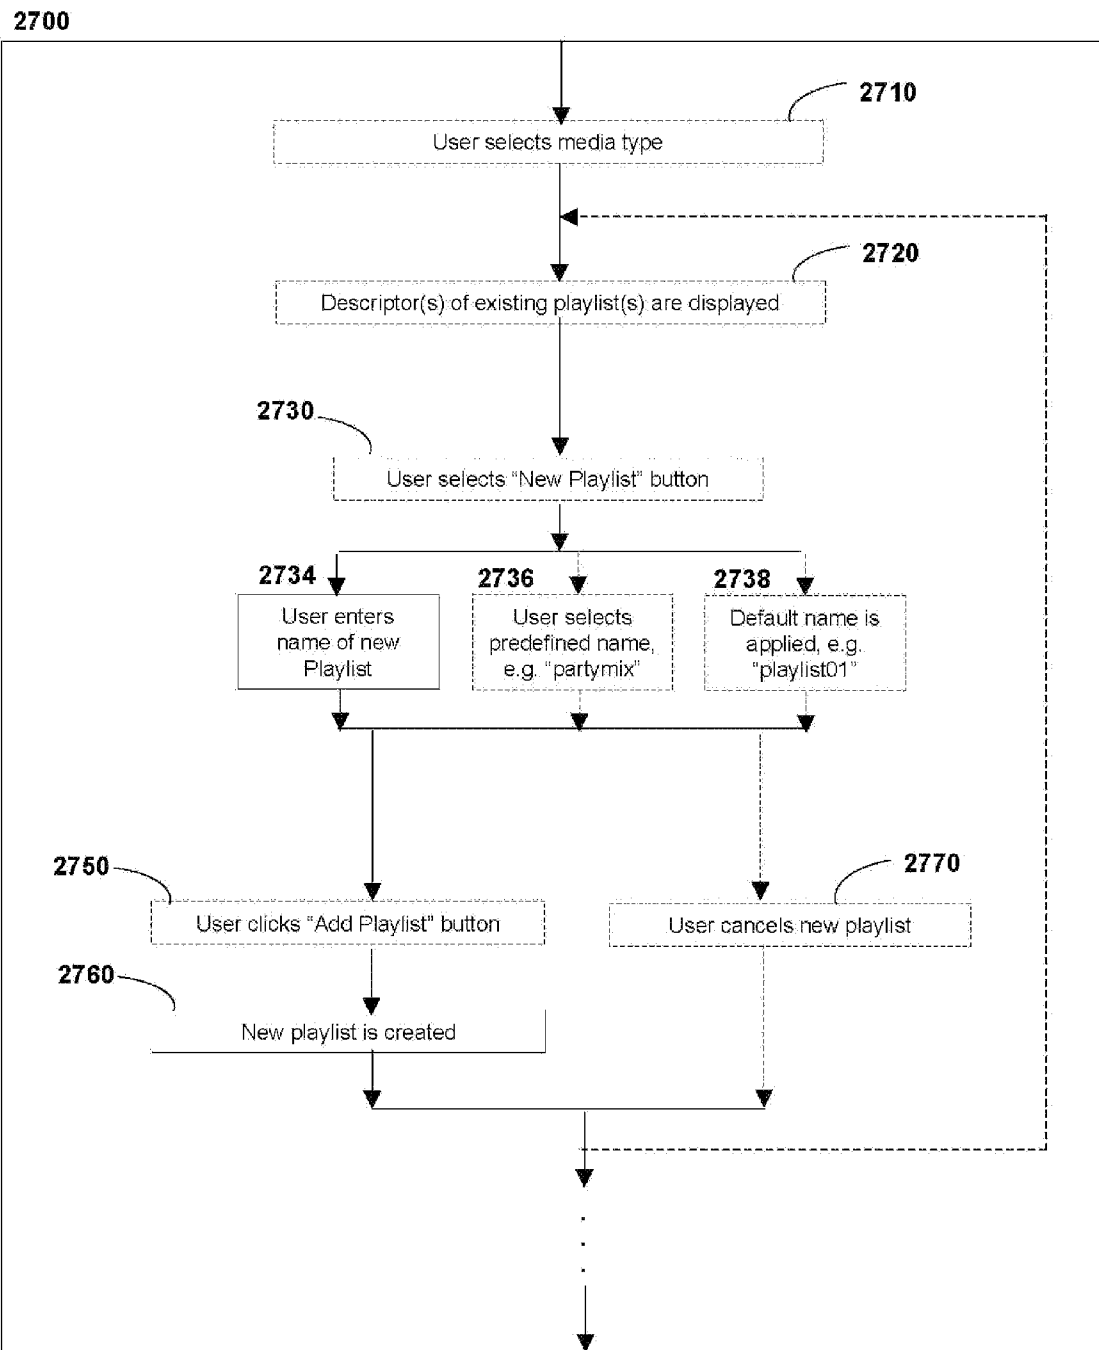 2700
2710
User selects media type
2720
Descriptor(s) of existing playlist(s) are displayed
2730
User selects “New Playlist” button
2734
User enters
name of new
Playlist
2736
User selects
predefined name,
e.g. “partymix”
2738
Default name is
applied, e.g.
“playlist01”
2750
User clicks “Add Playlist” button
2770
User cancels new playlist
2760
New playlist is created